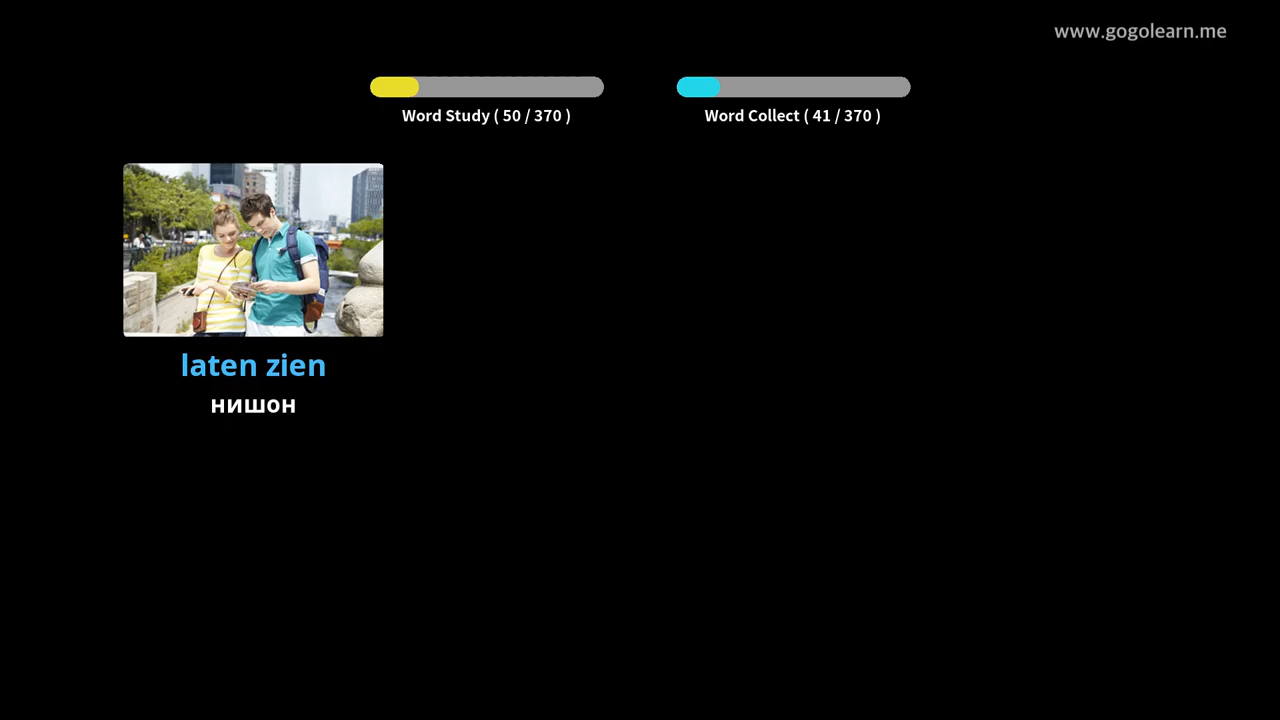 www.gogolearn.me
Word Study ( 50 / 370 )
Word Collect ( 41 / 370 )
laten zien
нишон